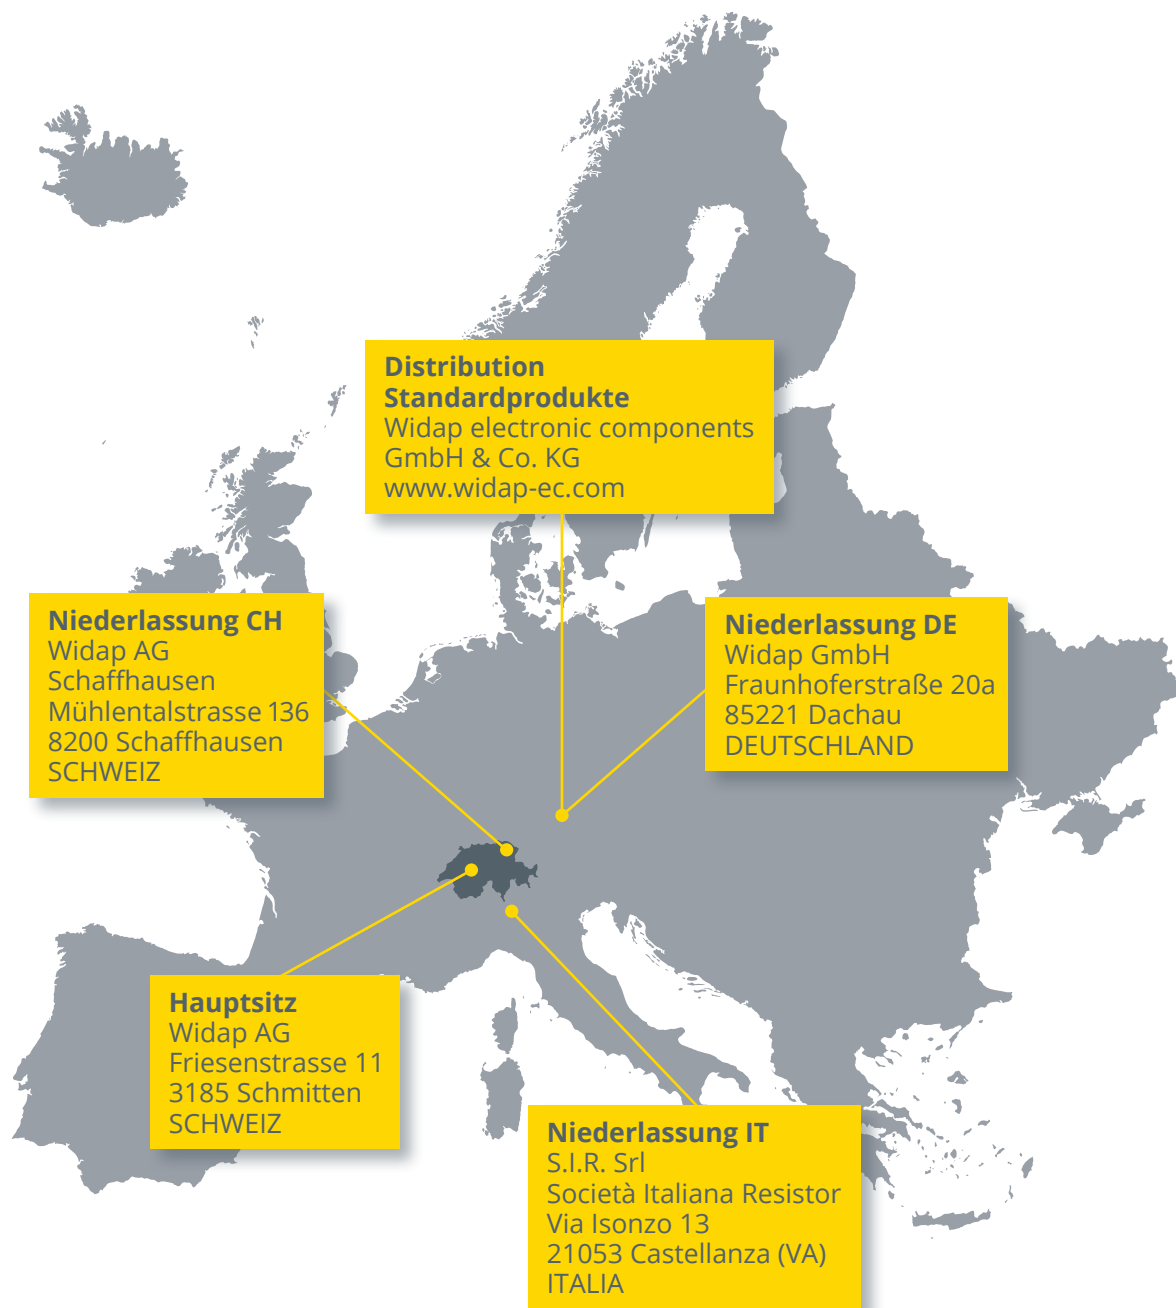 Distribution
Standardprodukte
Widap electronic components
GmbH & Co. KG
www.widap-ec.com
Niederlassung CH
Widap AG
Schaffhausen
Mühlentalstrasse 136
8200 Schaffhausen
SCHWEIZ
Niederlassung DE
Widap GmbH
Fraunhoferstraße 20a
85221 Dachau
DEUTSCHLAND
Hauptsitz
Widap AG
Friesenstrasse 11
3185 Schmitten
SCHWEIZ
Niederlassung IT
S.I.R. Srl
Società Italiana Resistor
Via Isonzo 13
21053 Castellanza (VA)
ITALIA